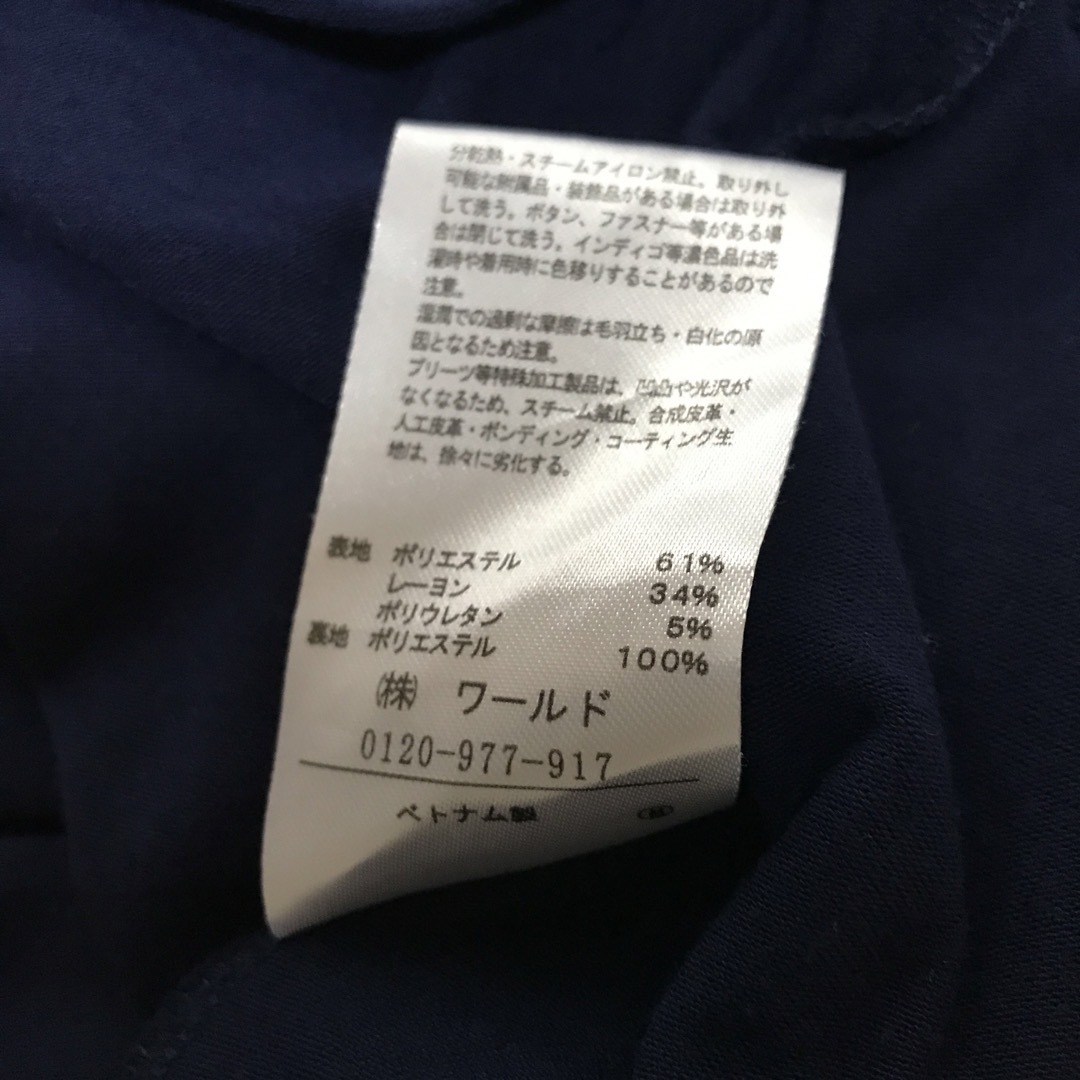 分乾熱・スチームアイロン禁止。取り外し
可能な附属品・装飾品がある場合は取り外
して洗う。ボタン、ファスナー等がある場
合は閉じて洗う。インディゴ等濃色品は洗
濯時や着用時に色移りすることがあるので
注意。
湿潤での過剰な摩擦は毛羽立ち・白化の原
因となるため注意。
プリーツ等特殊加工製品は、凹凸や光沢が
なくなるため、スチーム禁止。合成皮革・
人工皮革・ボンディング・コーティング生
地は、徐々に劣化する。
表地 ポリエステル 61%
レーヨン 34%
ポリウレタン 5%
裏地 ポリエステル 100%
㈱ ワールド
0120-977-917
ベトナム製